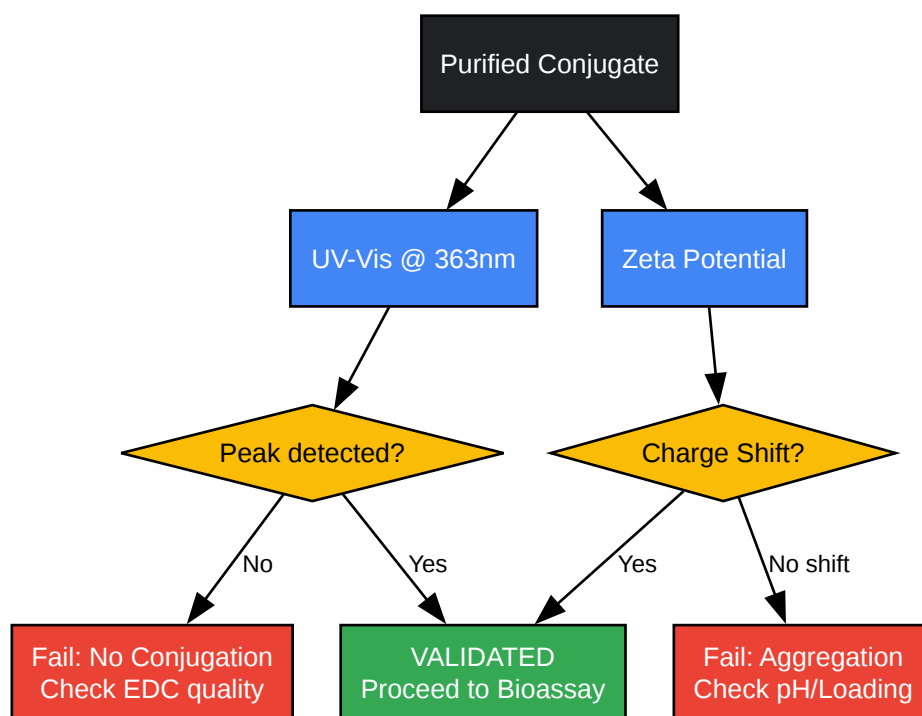 Purified Conjugate
UV-Vis @ 363nm
Zeta Potential
Peak detected?
Charge Shift?
No
Yes
Yes
No shift
Fail: No Conjugation
Check EDC quality
VALIDATED
Proceed to Bioassay
Fail: Aggregation
Check pH/Loading